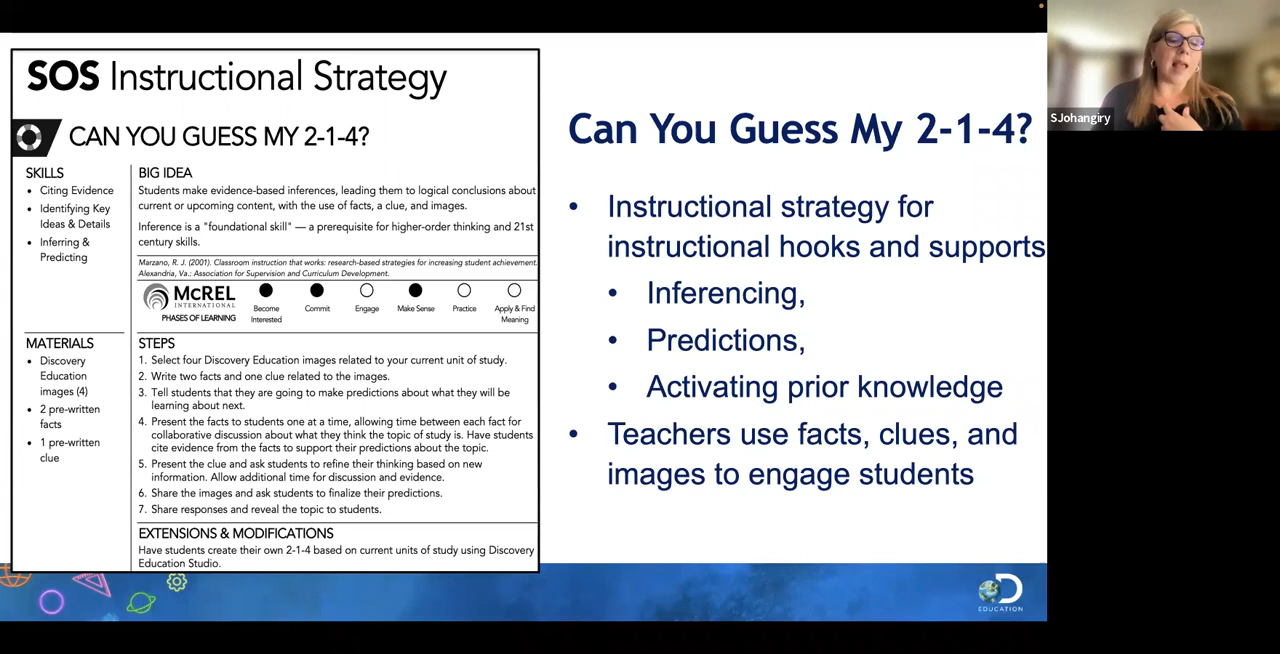 SOS Instructional Strategy
CAN YOU GUESS MY 2-1-4?
SKILLS
• Citing Evidence
• Identifying Key
Ideas & Details
• Inferring &
Predicting
BIG IDEA
Students make evidence-based inferences, leading them to logical conclusions about
current or upcoming content, with the use of facts, a clue, and images.
Inference is a "foundational skill" — a prerequisite for higher-order thinking and 21st
century skills.
Marzano, R. J. (2001). Classroom instruction that works: research-based strategies for increasing student achievement.
Alexandria, Va.: Association for Supervision and Curriculum Development.
McREL
INTERNATIONAL
PHASES OF LEARNING
Become
Interested
Commit
Engage
Make Sense
Practice
Apply & Find
Meaning
MATERIALS
• Discovery
Education
images (4)
• 2 pre-written
facts
• 1 pre-written
clue
STEPS
1. Select four Discovery Education images related to your current unit of study.
2. Write two facts and one clue related to the images.
3. Tell students that they are going to make predictions about what they will be
learning about next.
4. Present the facts to students one at a time, allowing time between each fact for
collaborative discussion about what they think the topic of study is. Have students
cite evidence from the facts to support their predictions about the topic.
5. Present the clue and ask students to refine their thinking based on new
information. Allow additional time for discussion and evidence.
6. Share the images and ask students to finalize their predictions.
7. Share responses and reveal the topic to students.
EXTENSIONS & MODIFICATIONS
Have students create their own 2-1-4 based on current units of study using Discovery
Education Studio.
Can You Guess My 2-1-4?
• Instructional strategy for
instructional hooks and supports
• Inferencing,
• Predictions,
• Activating prior knowledge
• Teachers use facts, clues, and
images to engage students
D
EDUCATION
SJohangiry